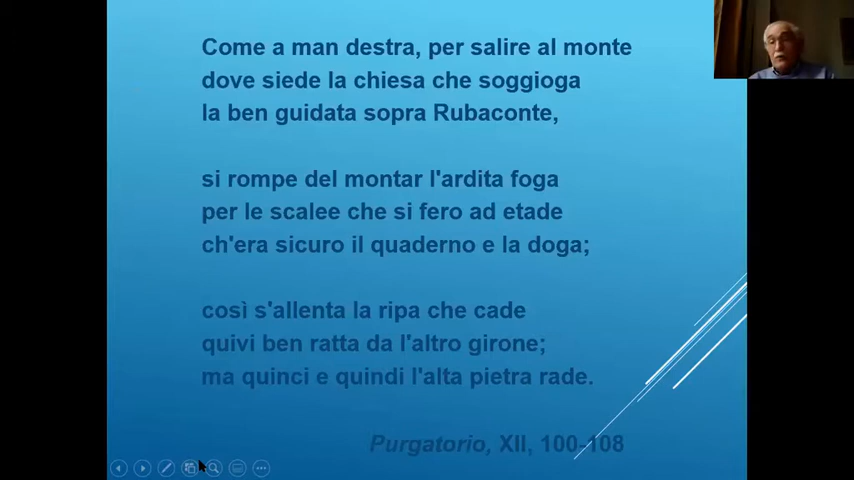 Come a man destra, per salire al monte
dove siede la chiesa che soggioga
la ben guidata sopra Rubaconte,
si rompe del montar l'ardita foga
per le scalee che si fero ad etade
ch'era sicuro il quaderno e la doga;
così s'allenta la ripa che cade
quivi ben ratta da l'altro girone;
ma quinci e quindi l'alta pietra rade.
Purgatorio, XII, 100-108